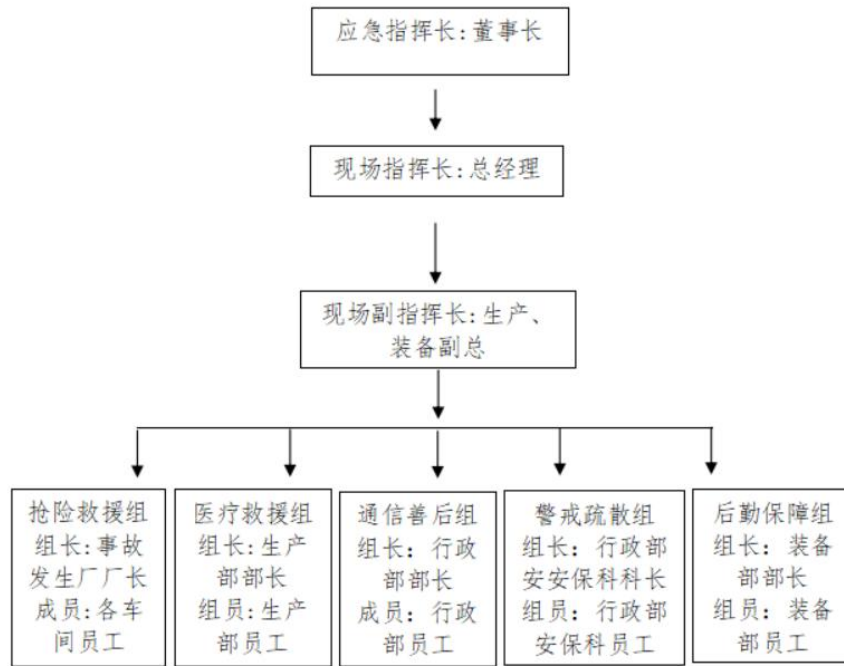 应急指挥长:董事长
现场指挥长:总经理
现场副指挥长:生产、
装备副总
抢险救援组
组长:事故
发生厂厂长
成员:各车
间员工
医疗救援组
组长:生产
部部长
组员:生产
部员工
通信善后组
组长：行政
部部长
成员：行政
部员工
警戒疏散组
组长：行政部
安安保科科长
组员：行政部
安保科员工
后勤保障组
组长：装备
部部长
组员：装备
部员工